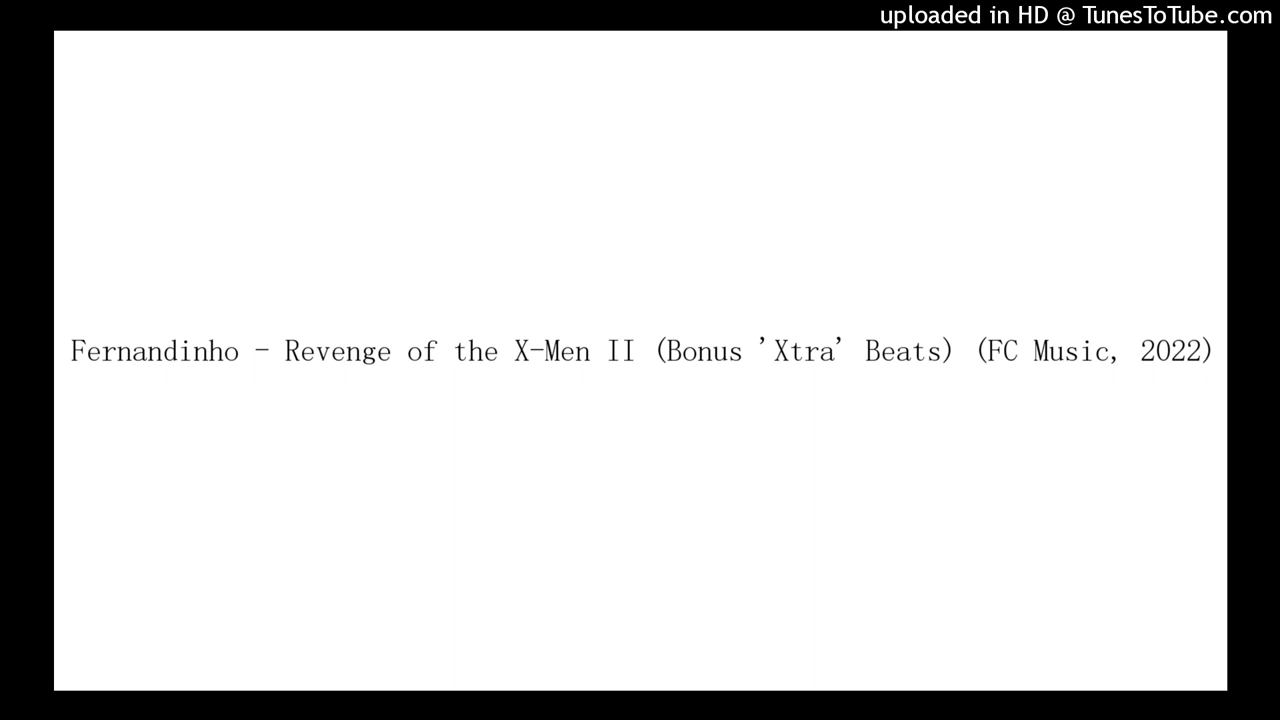 uploaded in HD @ TunesToTube.com
Fernandinho - Revenge of the X-Men II (Bonus 'Xtra' Beats) (FC Music, 2022)